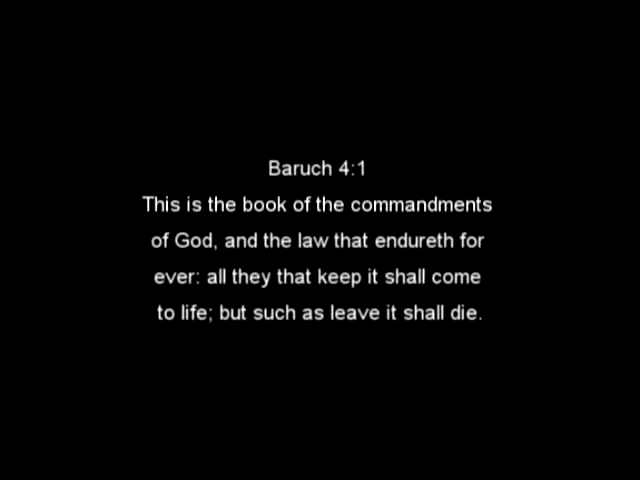 Baruch 4:1
This is the book of the commandments
of God, and the law that endureth for
ever: all they that keep it shall come
to life; but such as leave it shall die.